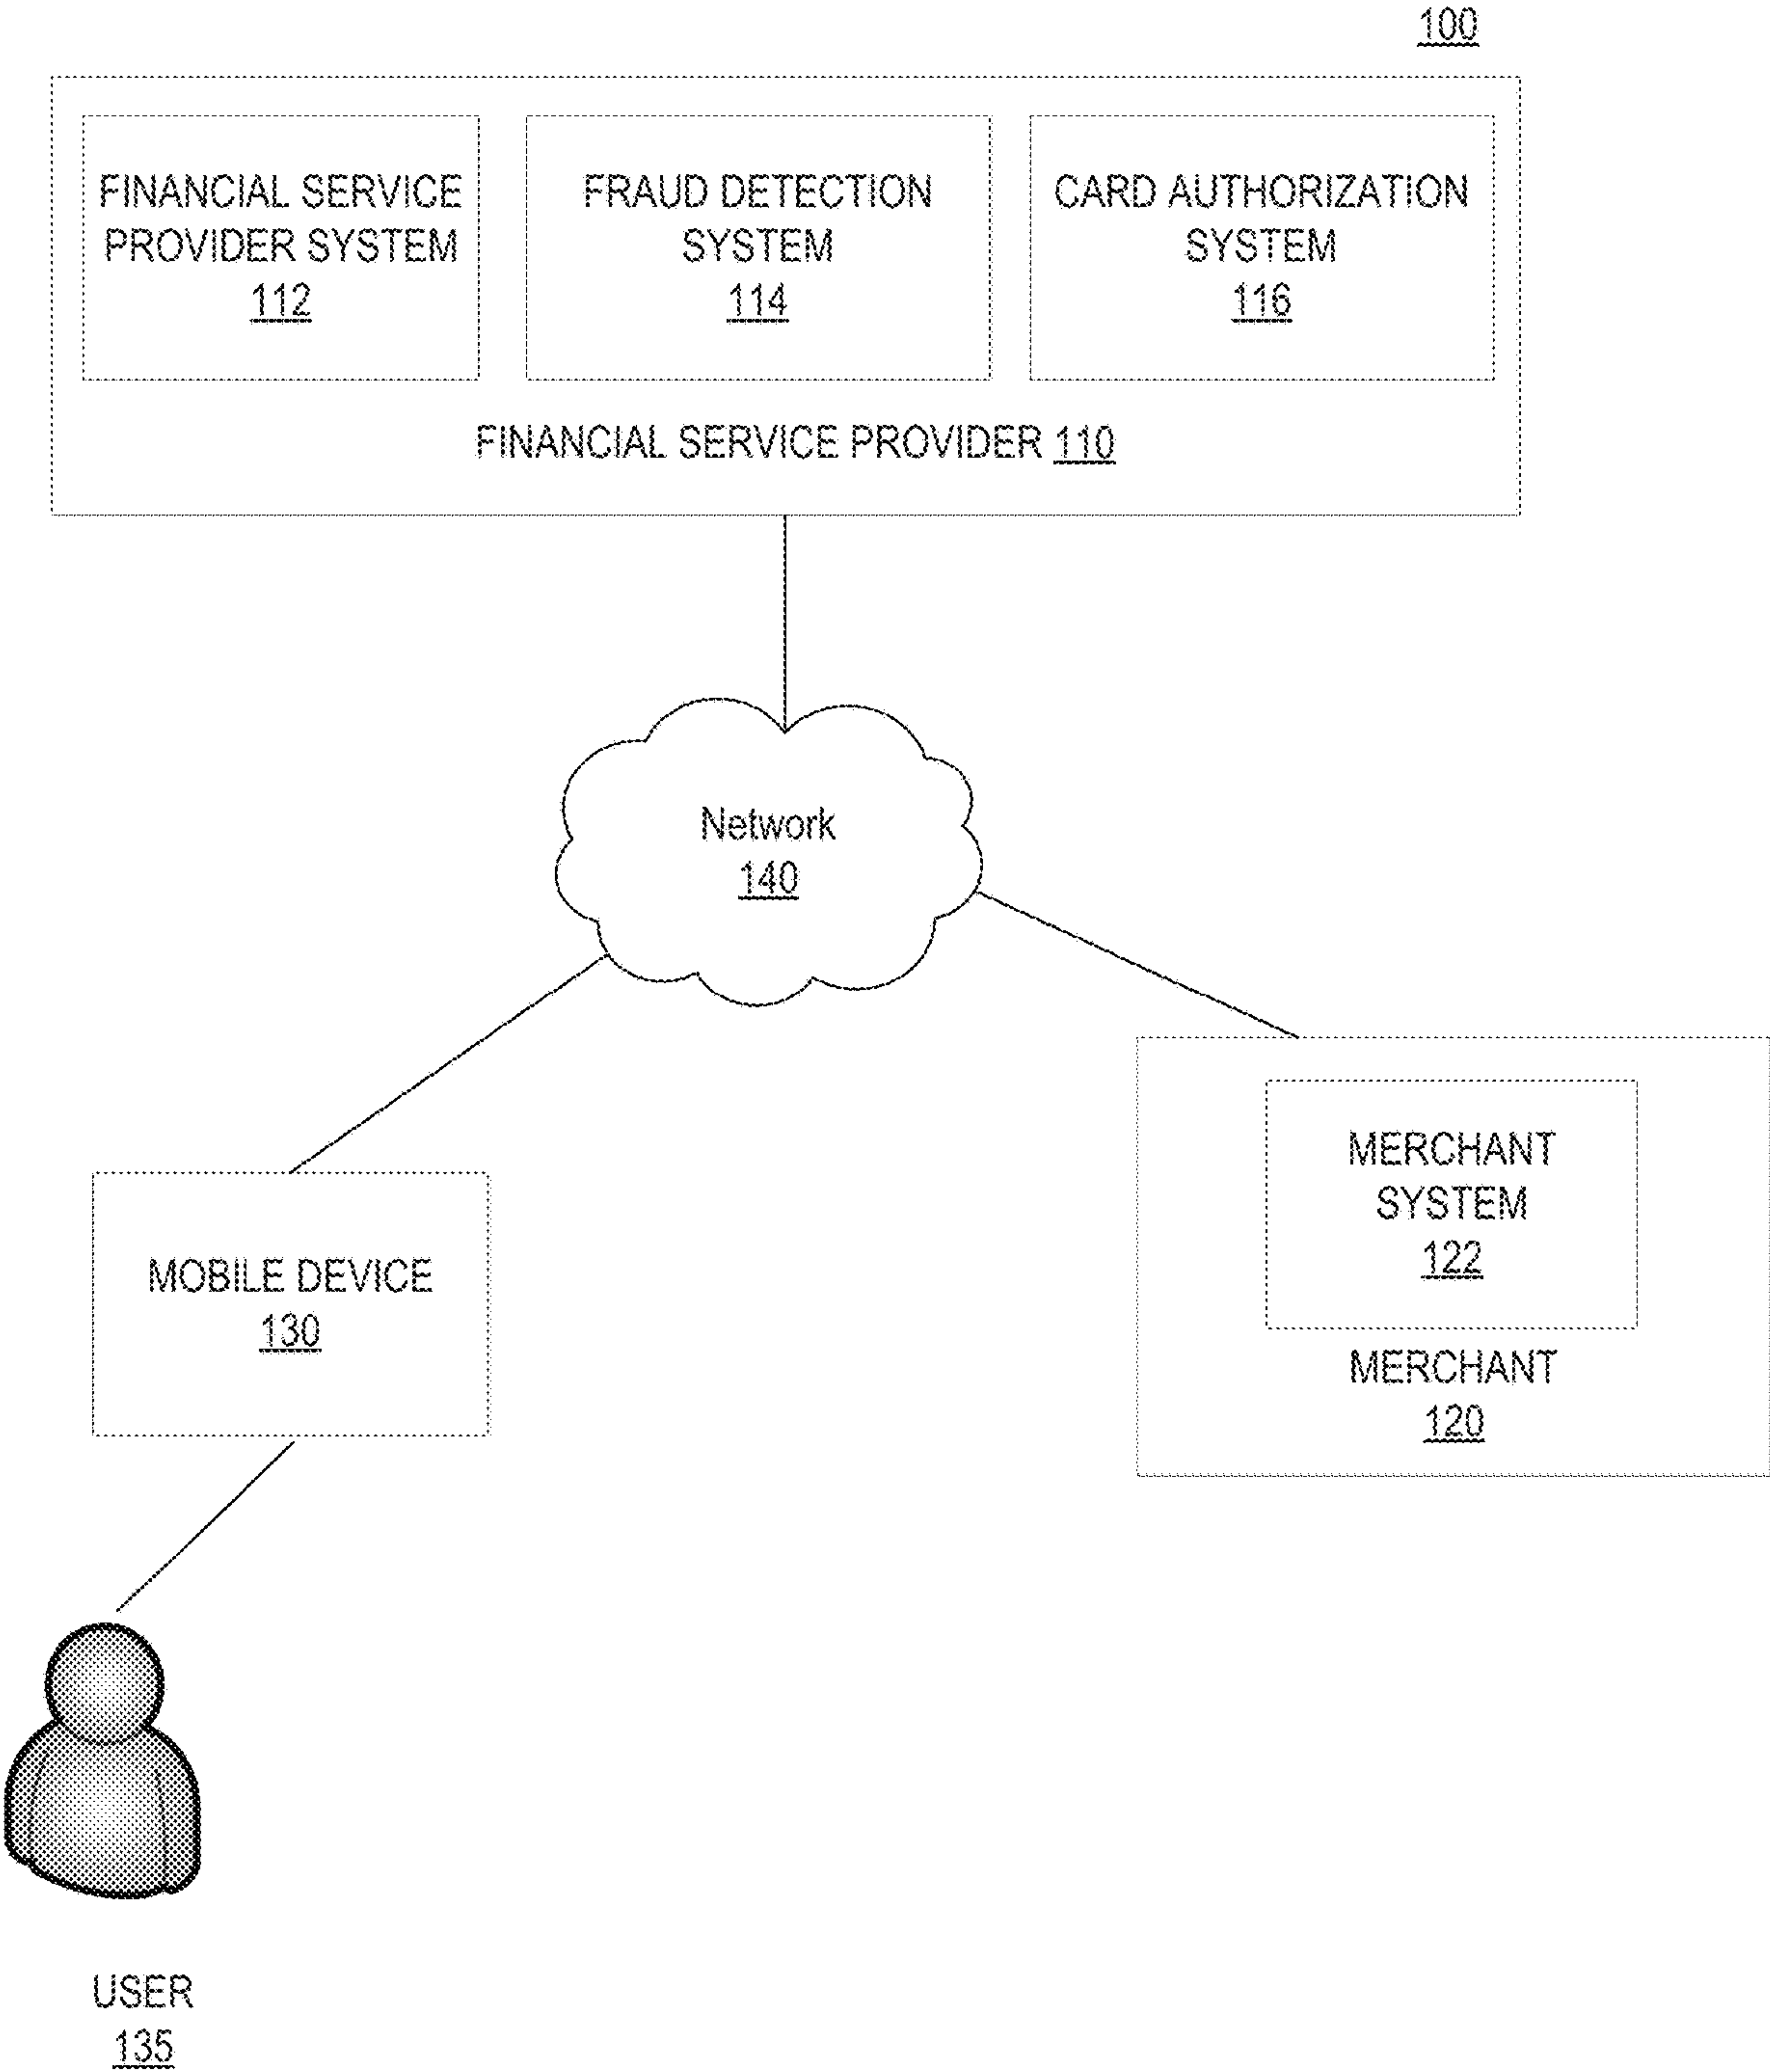 100
FINANCIAL SERVICE
PROVIDER SYSTEM
112
FRAUD DETECTION
SYSTEM
114
CARD AUTHORIZATION
SYSTEM
116
FINANCIAL SERVICE PROVIDER 110
Network
140
MOBILE DEVICE
130
MERCHANT
SYSTEM
122
MERCHANT
120
USER
135